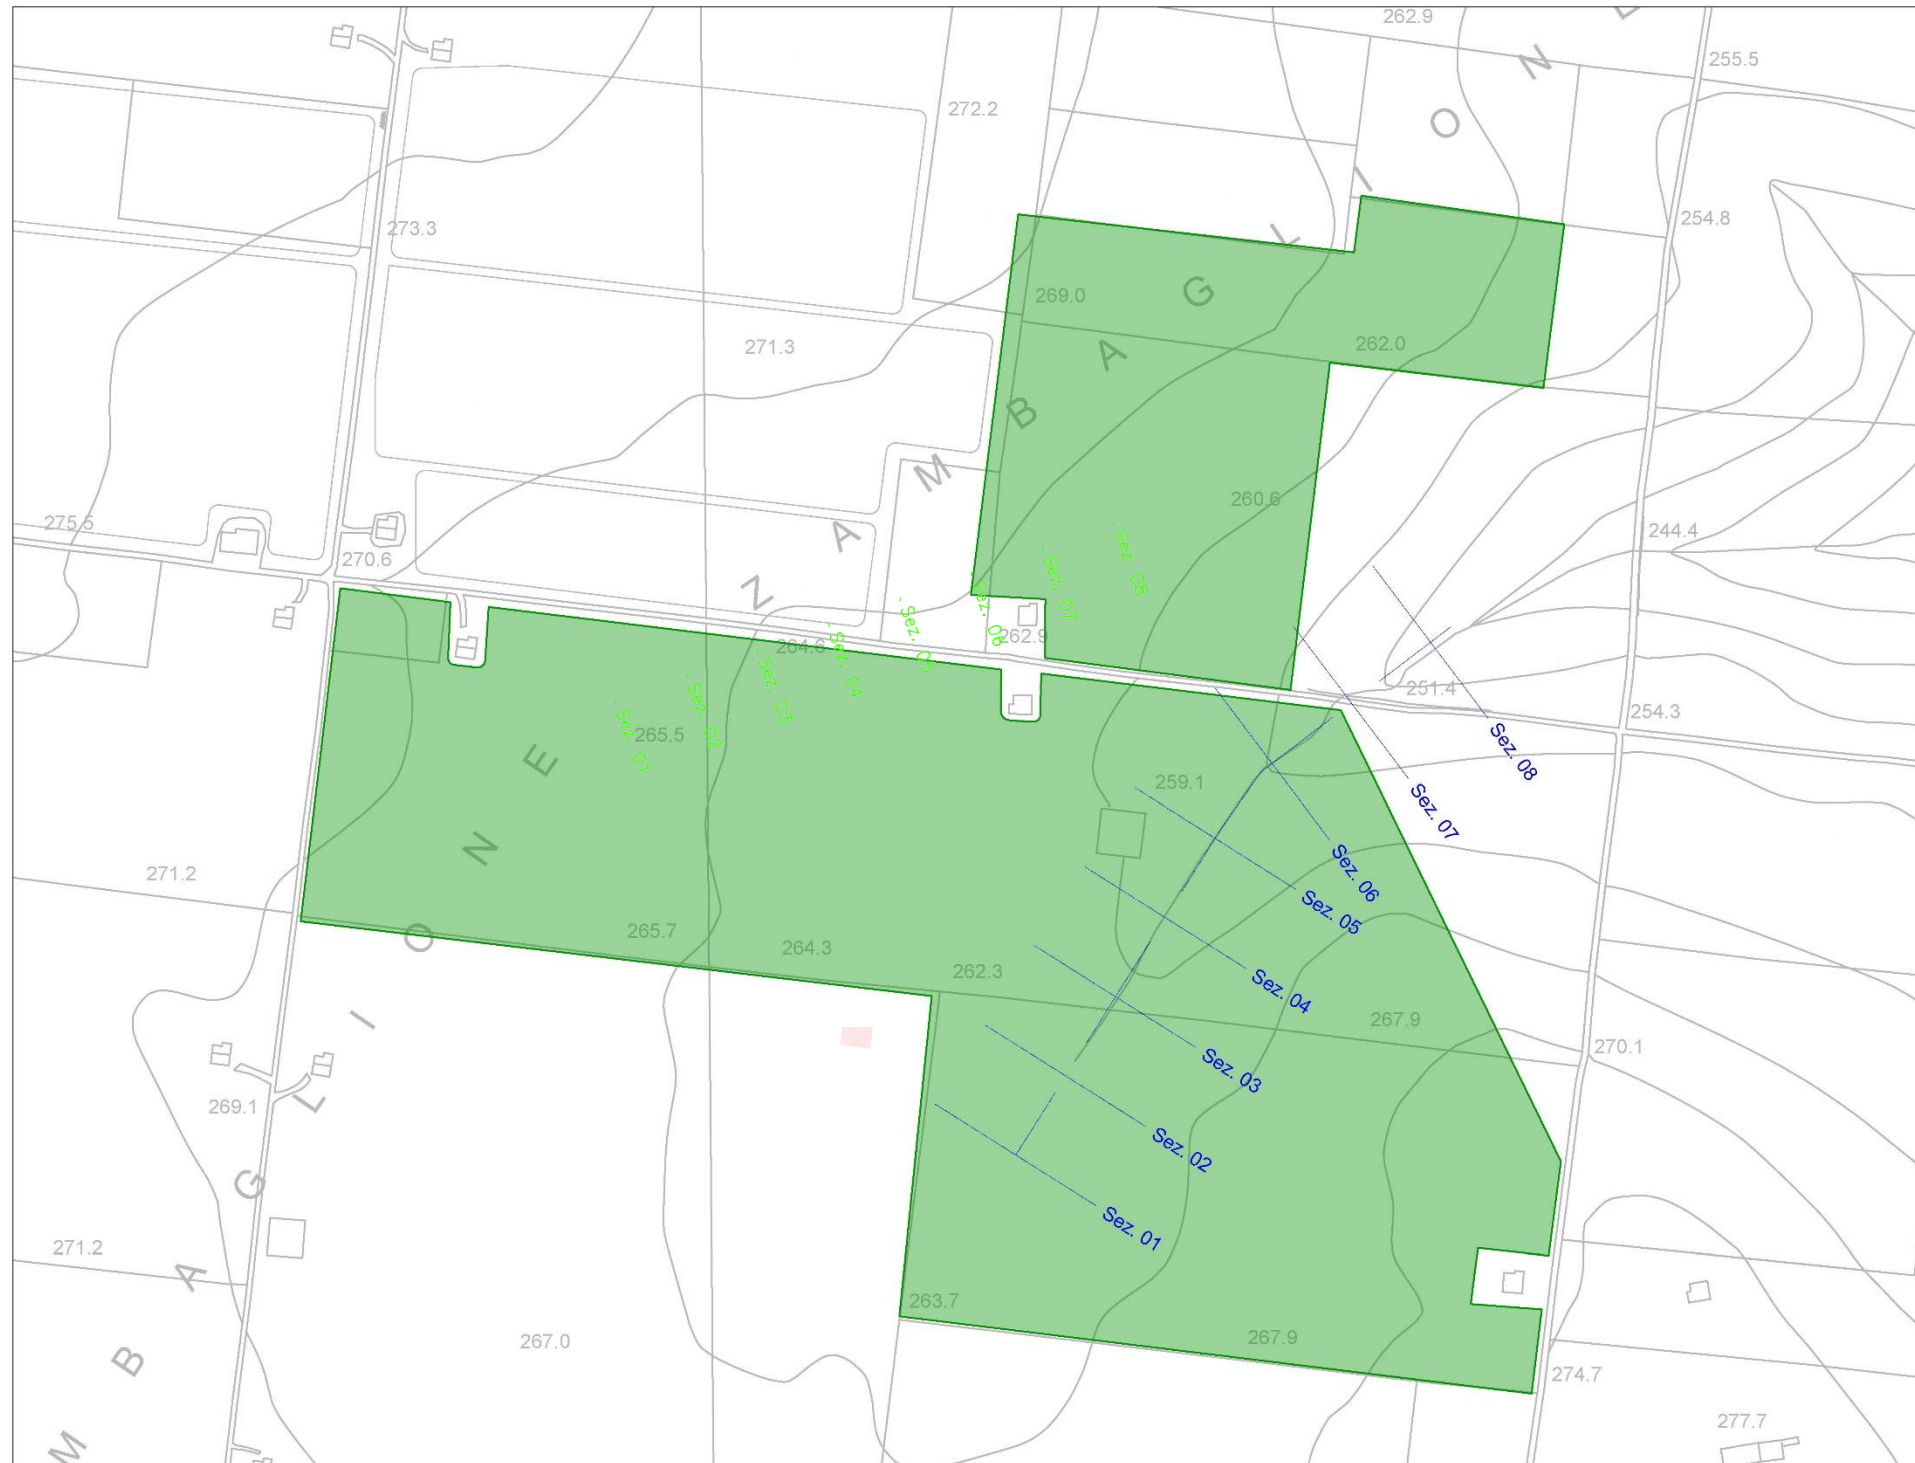 262.9
255.5
272.2
254.8
273.3
269.0
271.3
262.0
260.6
275.5
270.6
244.4
262.9
264.6
251.4
254.3
265.5
259.1
271.2
265.7
264.3
262.3
267.9
270.1
269.1
271.2
263.7
267.0
267.9
274.7
277.7
Z A M B A G L I O N E
M B A G L I O N E
- Sez. 01
- Sez. 02
- Sez. 03
- Sez. 04
- Sez. 05
- Sez. 06
- Sez. 07
- Sez. 08
Sez. 08
Sez. 07
Sez. 06
Sez. 05
Sez. 04
Sez. 03
Sez. 02
Sez. 01